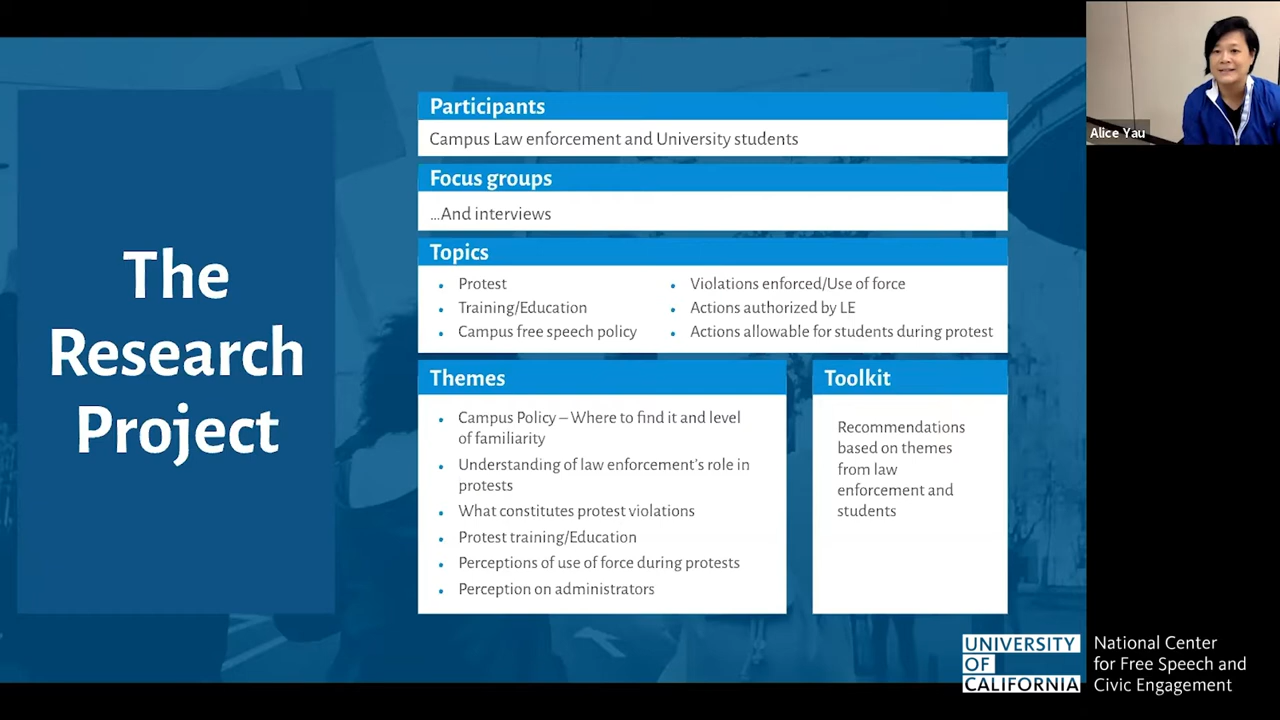 The
Research
Project
Participants
Campus Law enforcement and University students
Focus groups
...And interviews
Topics
• Protest
• Training/Education
• Campus free speech policy
• Violations enforced/Use of force
• Actions authorized by LE
• Actions allowable for students during protest
Themes
• Campus Policy – Where to find it and level
of familiarity
• Understanding of law enforcement's role in
protests
• What constitutes protest violations
• Protest training/Education
• Perceptions of use of force during protests
• Perception on administrators
Toolkit
Recommendations
based on themes
from law
enforcement and
students
Alice Yau
UNIVERSITY
OF
CALIFORNIA
National Center
for Free Speech and
Civic Engagement